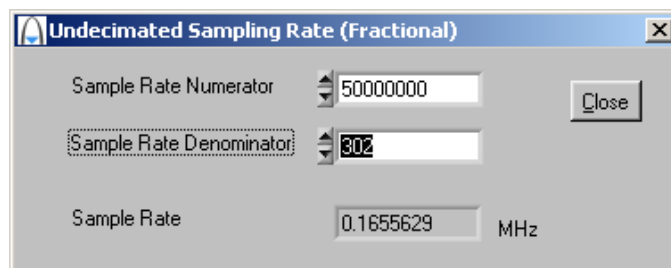 Undecimated Sampling Rate (Fractional)
Sample Rate Numerator 50000000 Close
Sample Rate Denominator 302
Sample Rate 0.1655629 MHz